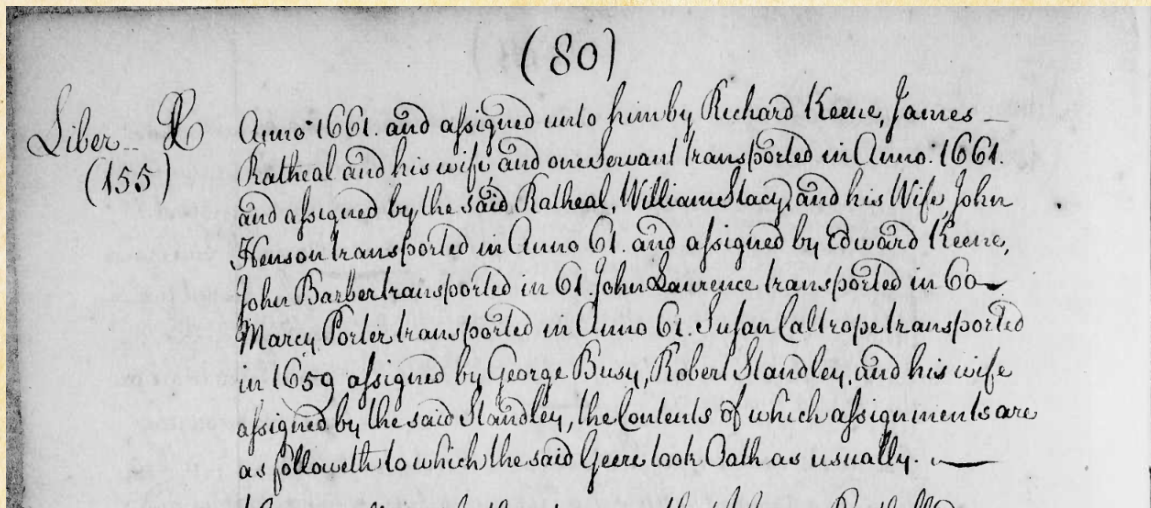 (80)
Liber R
(155)
Anno 1661. and assigned unto him by Richard Keene, James
Ratheal and his wife, and one Servant transported in Anno. 1661.
and assigned by the said Ratheal, William Stacy, and his Wife, John
Henson transported in Anno 61. and assigned by Edward Keene,
John Barber transported in 61. John Laurence transported in 60
Marcy Porter transported in Anno 61. Susan Caltrope transported
in 1659 assigned by George Busy, Robert Standley, and his wife
assigned by the said Standley, the Contents of which assignments are
as followeth to which the said Geere took Oath as usually.